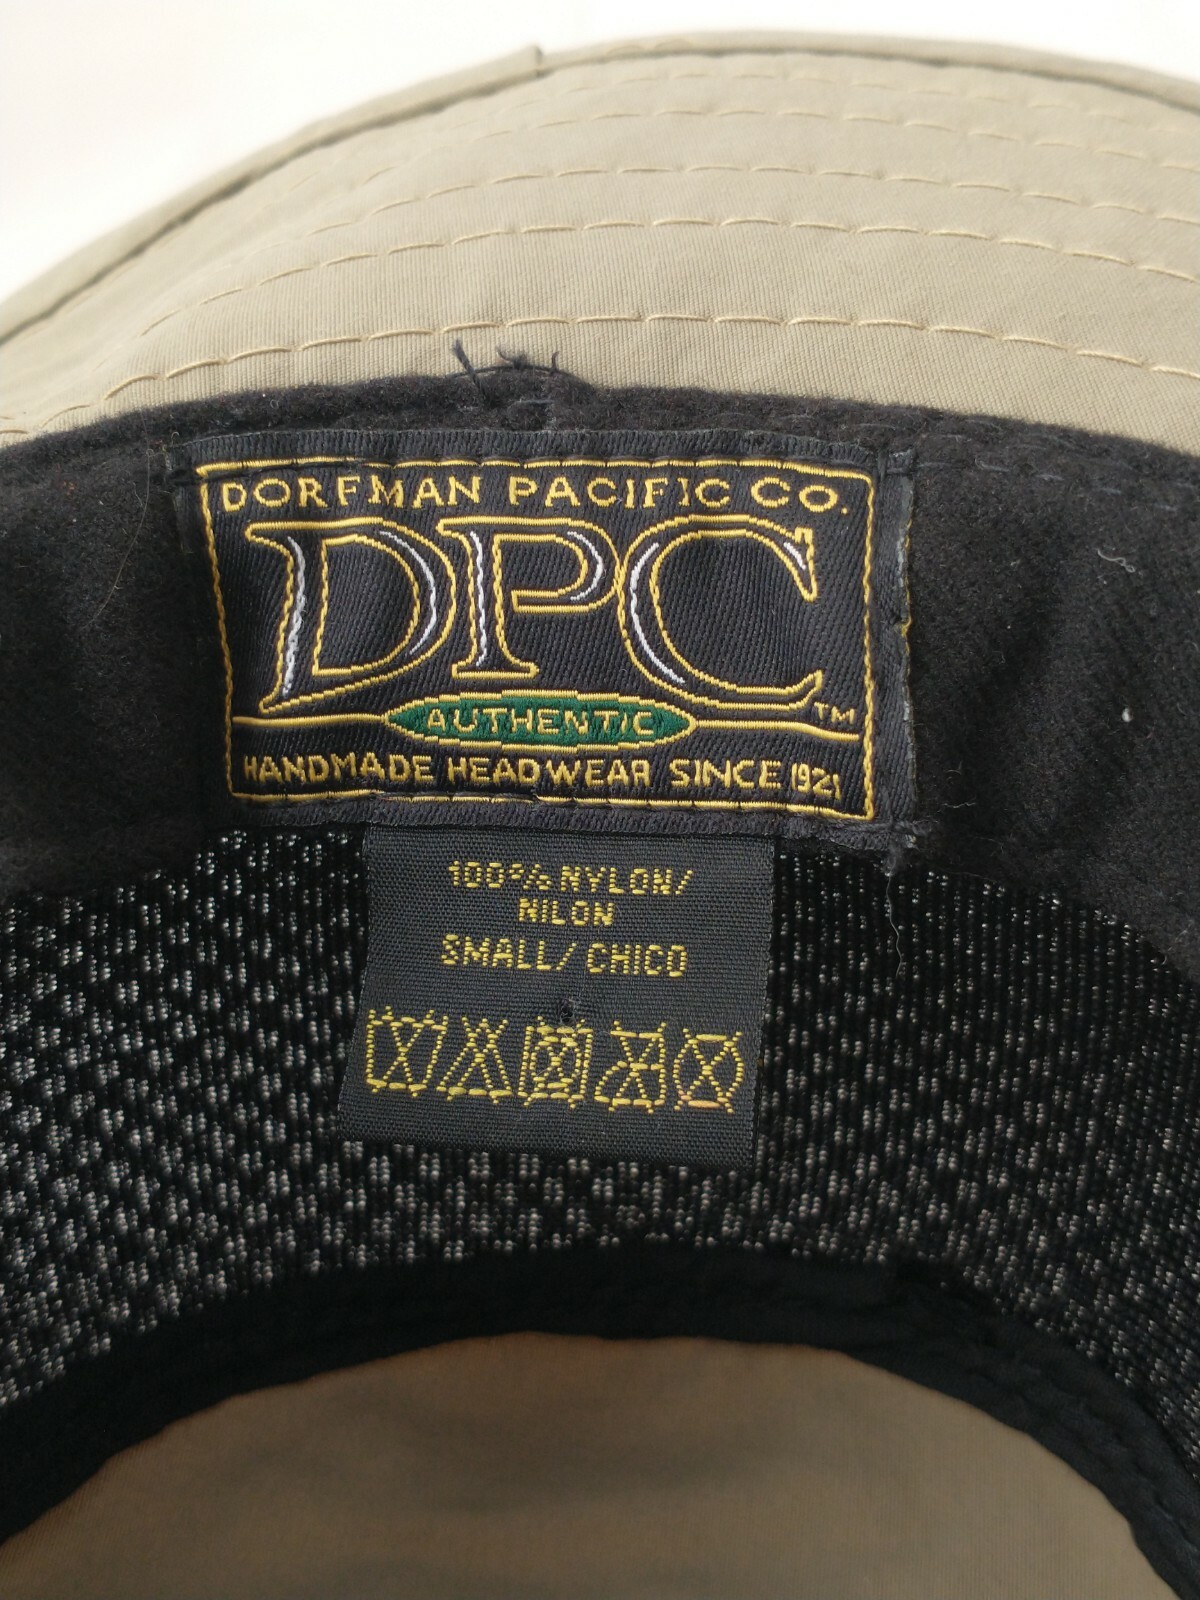 DORFMAN PACIFIC CO.
DPC TM
AUTHENTIC
HANDMADE HEADWEAR SINCE 1921
100% NYLON/
NILON
SMALL/ CHICO